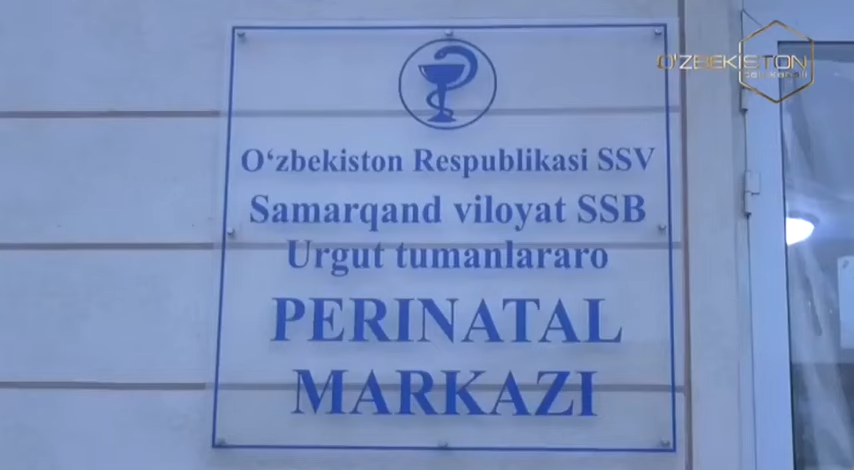 O'ZBEKISTON
O‘zbekiston Respublikasi SSV
Samarqand viloyat SSB
Urgut tumanlararo
PERINATAL
MARKAZI